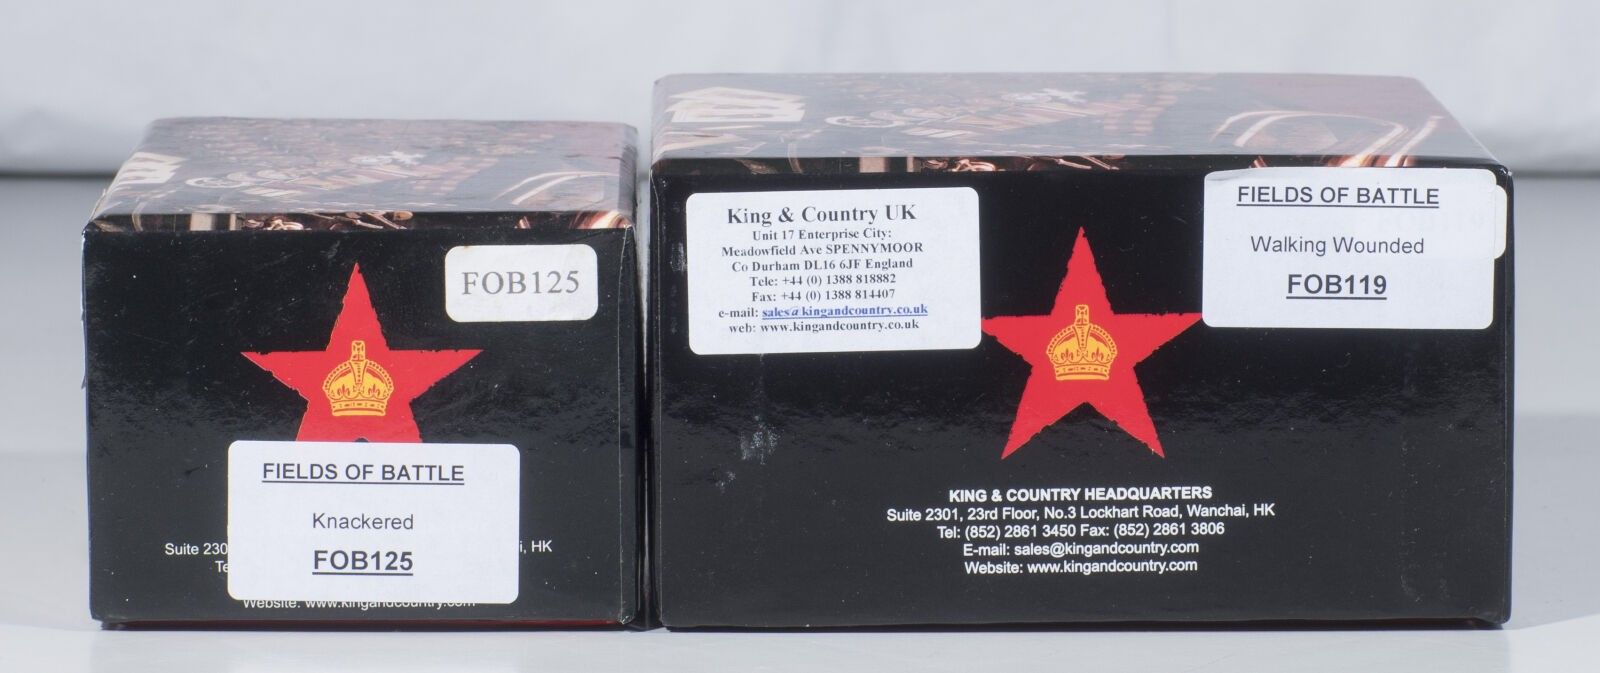 FOB125
FIELDS OF BATTLE
Knackered
FOB125
Suite 230
i, HK
Te
Website: www.kingandcountry.com
King & Country UK
Unit 17 Enterprise City:
Meadowfield Ave SPENNYMOOR
Co Durham DL16 6JF England
Tele: +44 (0) 1388 818882
Fax: +44 (0) 1388 814407
e-mail: sales@kingandcountry.co.uk
web: www.kingandcountry.co.uk
FIELDS OF BATTLE
Walking Wounded
FOB119
KING & COUNTRY HEADQUARTERS
Suite 2301, 23rd Floor, No.3 Lockhart Road, Wanchai, HK
Tel: (852) 2861 3450 Fax: (852) 2861 3806
E-mail: sales@kingandcountry.com
Website: www.kingandcountry.com